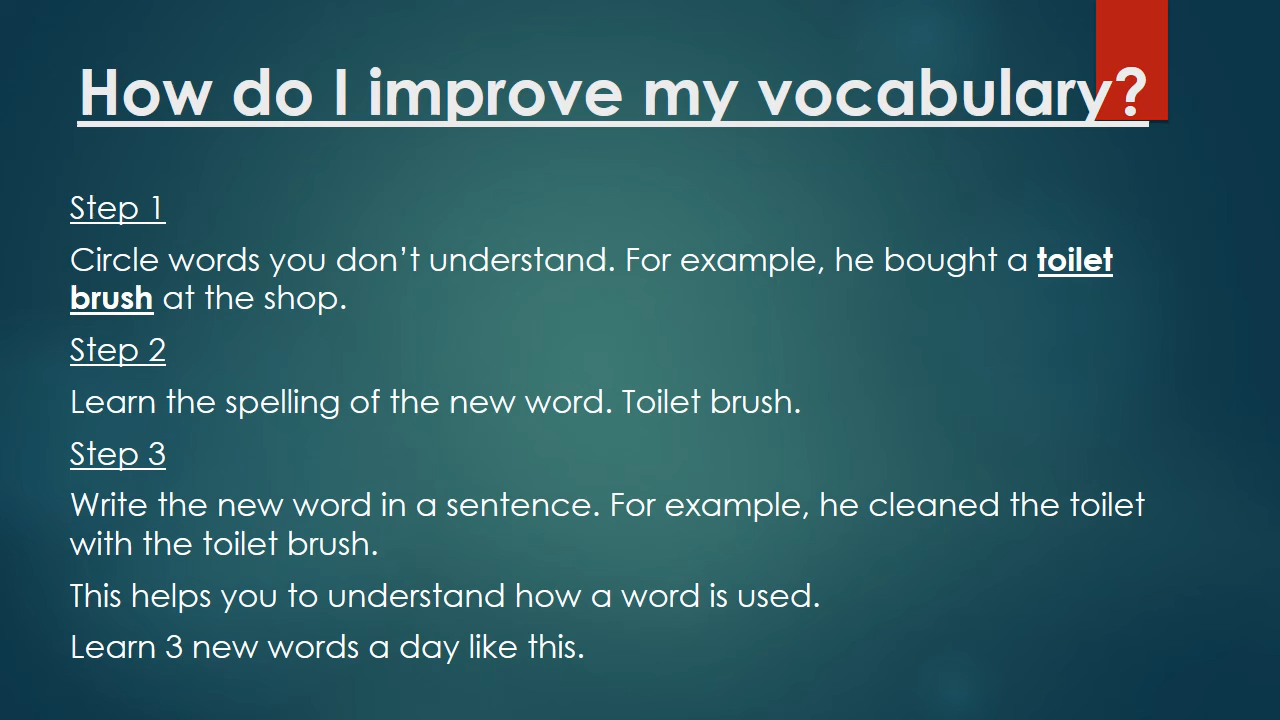 How do I improve my vocabulary?
Step 1
Circle words you don’t understand. For example, he bought a toilet
brush at the shop.
Step 2
Learn the spelling of the new word. Toilet brush.
Step 3
Write the new word in a sentence. For example, he cleaned the toilet
with the toilet brush.
This helps you to understand how a word is used.
Learn 3 new words a day like this.